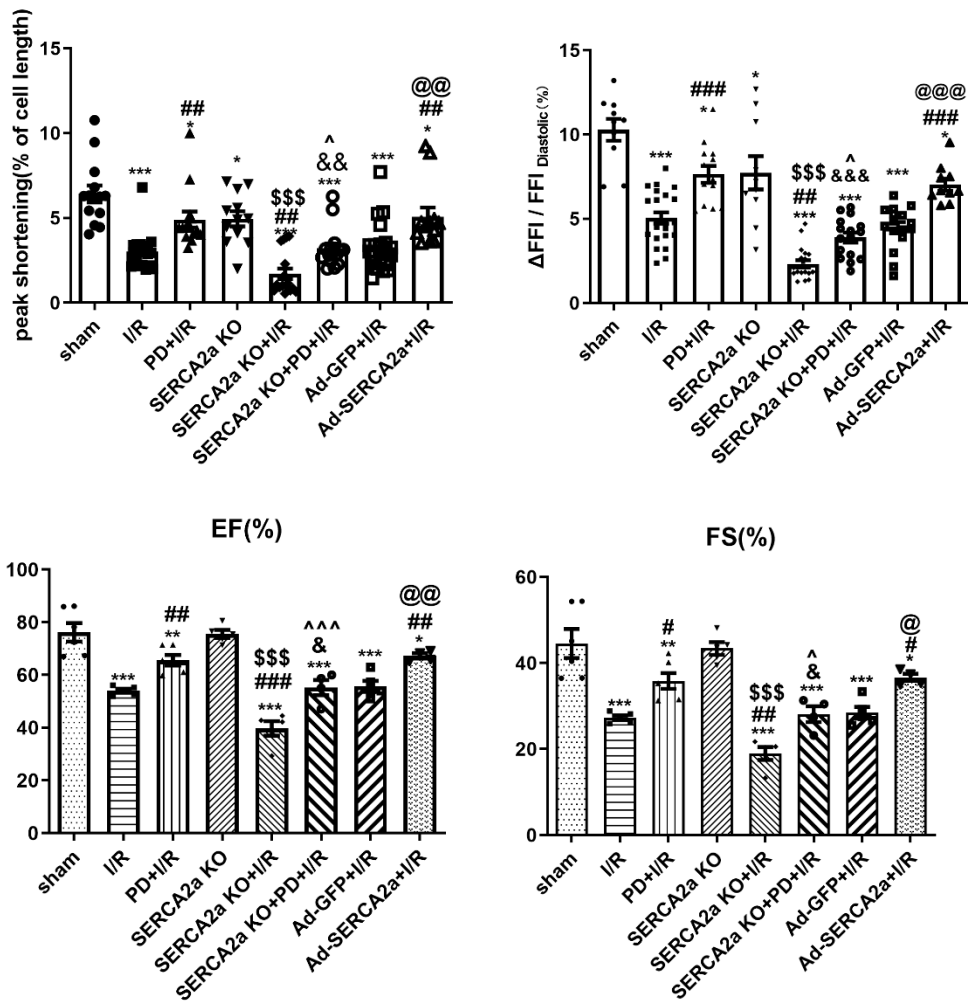 peak shortening(% of cell length)
15
10
5
0
***
##
*
*
$$$
##
***
^
&&
***
***
@@
##
*
sham
I/R
PD+I/R
SERCA2a KO
SERCA2a KO+I/R
SERCA2a KO+PD+I/R
Ad-GFP+I/R
Ad-SERCA2a+I/R
ΔFFI / FFI Diastolic(%)
15
10
5
0
***
###
*
*
$$$
##
***
^
&&&
***
***
@@@
###
*
sham
I/R
PD+I/R
SERCA2a KO
SERCA2a KO+I/R
SERCA2a KO+PD+I/R
Ad-GFP+I/R
Ad-SERCA2a+I/R
EF(%)
100
80
60
40
20
0
***
##
**
$$$
###
***
^^^
&
***
***
@@
##
*
sham
I/R
PD+I/R
SERCA2a KO
SERCA2a KO+I/R
SERCA2a KO+PD+I/R
Ad-GFP+I/R
Ad-SERCA2a+I/R
FS(%)
60
40
20
0
***
#
**
$$$
##
***
^
&
***
***
@
#
*
sham
I/R
PD+I/R
SERCA2a KO
SERCA2a KO+I/R
SERCA2a KO+PD+I/R
Ad-GFP+I/R
Ad-SERCA2a+I/R